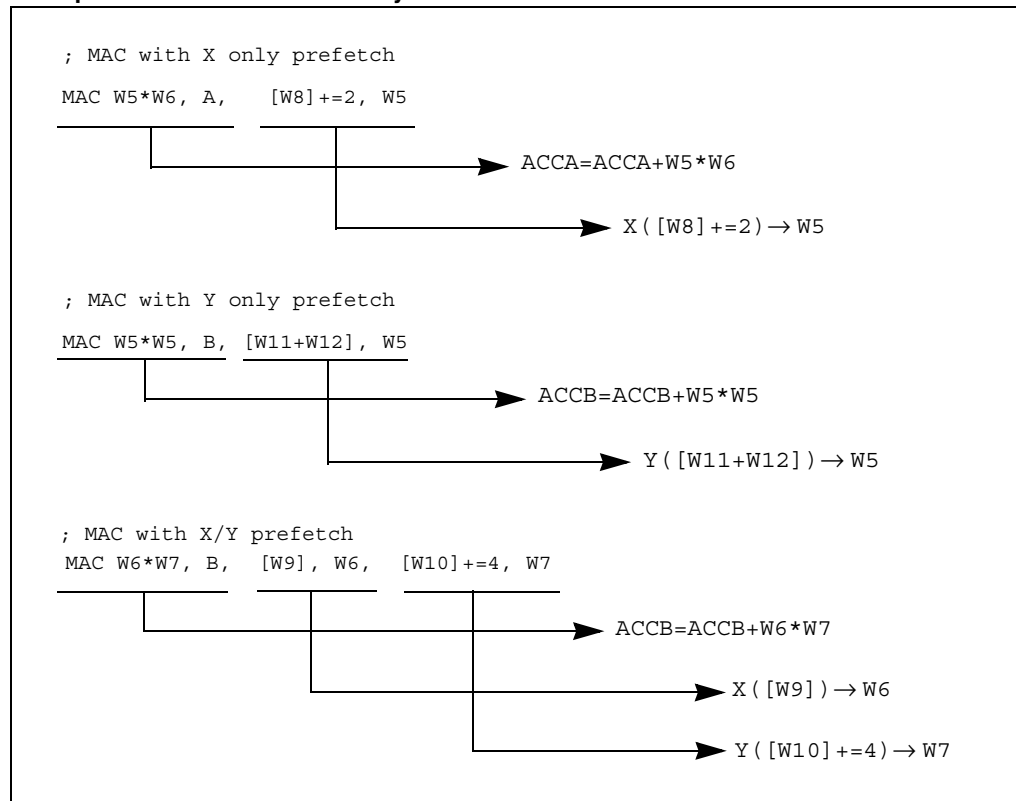 ; MAC with X only prefetch
MAC W5*W6, A, [W8]+=2, W5
ACCA=ACCA+W5*W6
X([W8]+=2)→W5
; MAC with Y only prefetch
MAC W5*W5, B, [W11+W12], W5
ACCB=ACCB+W5*W5
Y([W11+W12])→W5
; MAC with X/Y prefetch
MAC W6*W7, B, [W9], W6, [W10]+=4, W7
ACCB=ACCB+W6*W7
X([W9])→W6
Y([W10]+=4)→W7